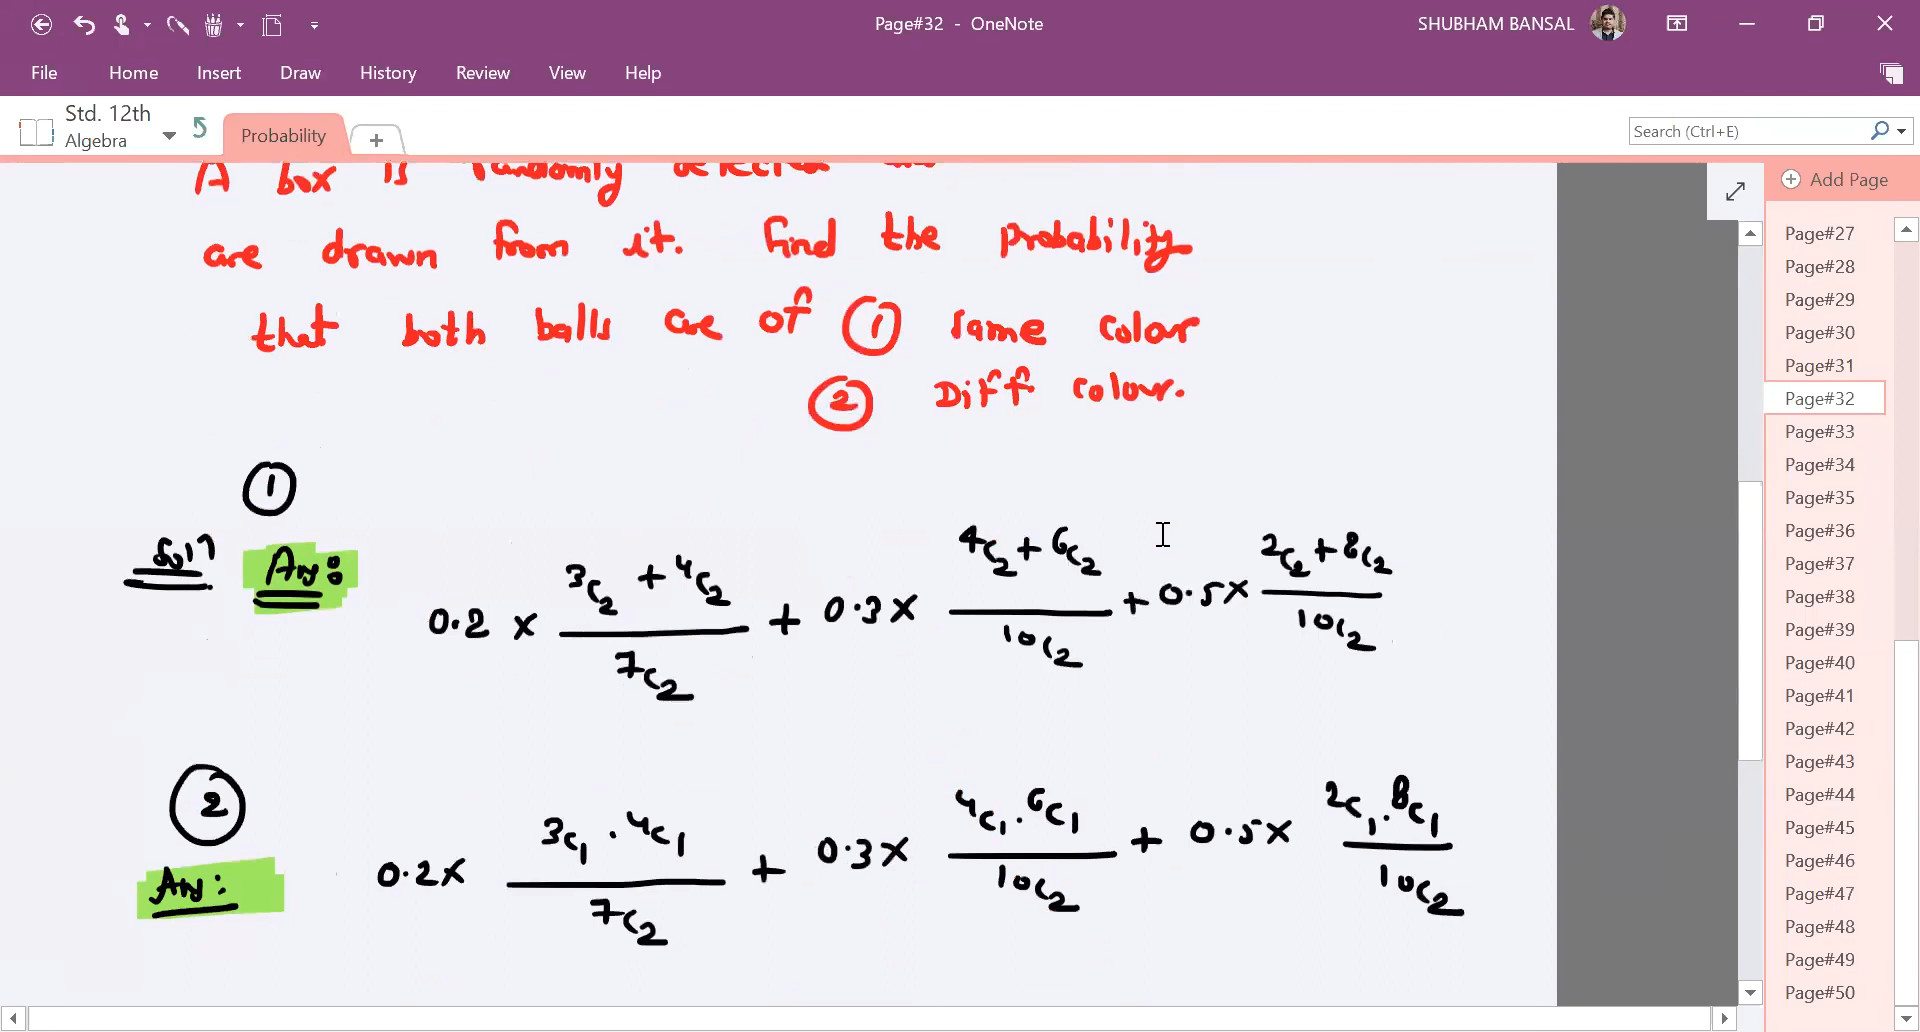 Page#32 - OneNote
SHUBHAM BANSAL
File Home Insert Draw History Review View Help
Std. 12th
Algebra
Probability
Search (Ctrl+E)
Add Page
A box is randomly selected
are drawn from it. Find the probability
that both balls are of ① same colour
② Diff colour.
①
Sol? Ans:
0.2 x (3c2 + 4c2)/7c2 + 0.3 x (4c2 + 6c2)/10c2 + 0.5 x (2c2 + 8c2)/10c2
②
Ans:
0.2 x (3c1 . 4c1)/7c2 + 0.3 x (4c1 . 6c1)/10c2 + 0.5 x (2c1 . 8c1)/10c2
Page#27
Page#28
Page#29
Page#30
Page#31
Page#32
Page#33
Page#34
Page#35
Page#36
Page#37
Page#38
Page#39
Page#40
Page#41
Page#42
Page#43
Page#44
Page#45
Page#46
Page#47
Page#48
Page#49
Page#50